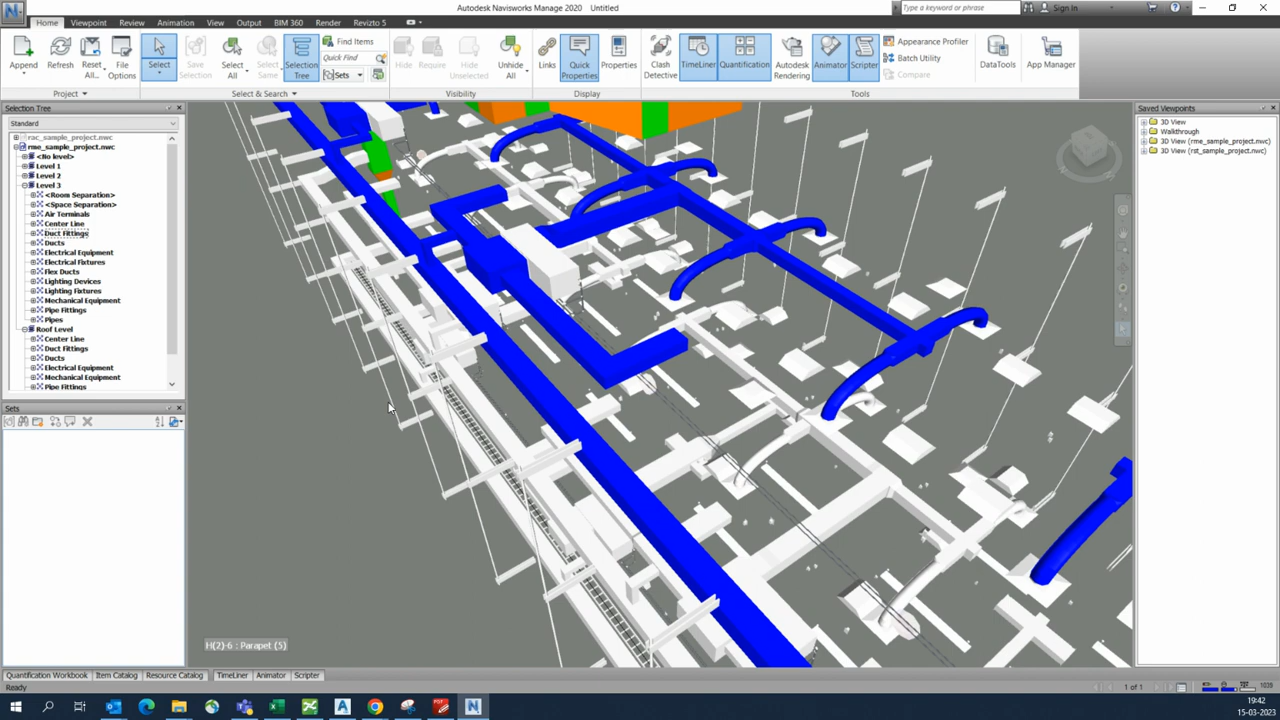 Autodesk Navisworks Manage 2020 Untitled
Type a keyword or phrase
Sign In
Home Viewpoint Review Animation View Output BIM 360 Render Revizto 5
Append
Refresh
Reset All...
File Options
Project
Select
Save Selection
Select All
Select Same
Selection Tree
Find Items
Quick Find
Sets
Select & Search
Hide
Require
Hide Unselected
Unhide All
Visibility
Links
Quick Properties
Properties
Display
Clash Detective
TimeLiner
Quantification
Autodesk Rendering
Animator
Scripter
Appearance Profiler
Batch Utility
Compare
Tools
DataTools
App Manager
Selection Tree
Standard
rac_sample_project.nwc
rme_sample_project.nwc
<No level>
Level 1
Level 2
Level 3
<Room Separation>
<Space Separation>
Air Terminals
Center Line
Duct Fittings
Ducts
Electrical Equipment
Electrical Fixtures
Flex Ducts
Lighting Devices
Lighting Fixtures
Mechanical Equipment
Pipe Fittings
Pipes
Roof Level
Center Line
Duct Fittings
Ducts
Electrical Equipment
Mechanical Equipment
Pipe Fittings
Sets
H(2)-6 : Parapet (5)
Saved Viewpoints
3D View
Walkthrough
3D View (rme_sample_project.nwc)
3D View (rst_sample_project.nwc)
Quantification Workbook Item Catalog Resource Catalog TimeLiner Animator Scripter
Ready
1 of 1
1039
19:42
15-03-2023